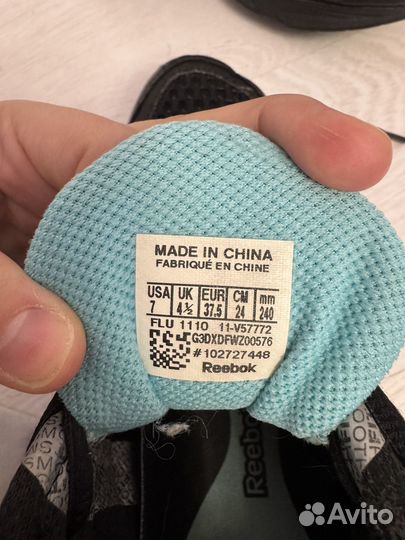 MADE IN CHINA
FABRIQUÉ EN CHINE
USA UK EUR CM mm
7 4½ 37.5 24 240
FLU 1110 11-V57772
G3DXDFWZ00576
#102727448
Reebok
Reebok
Avito